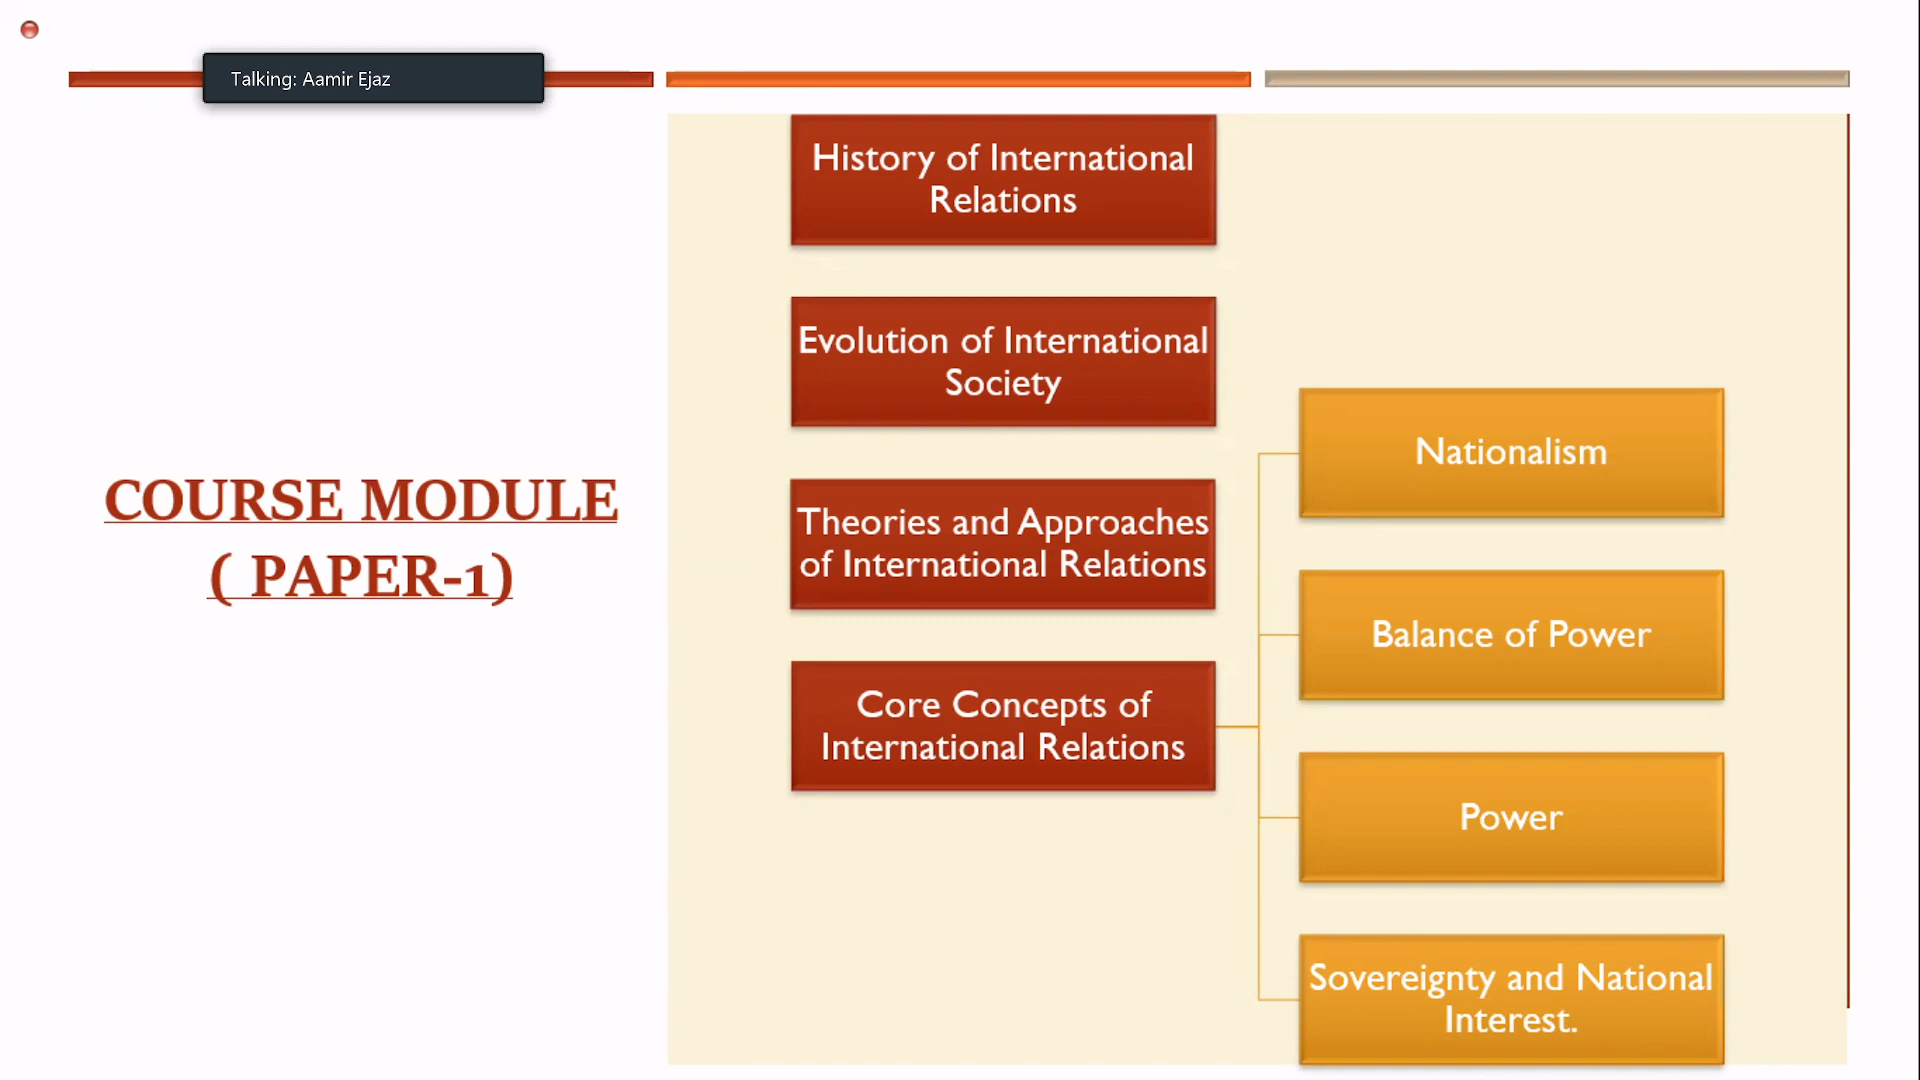 Talking: Aamir Ejaz
COURSE MODULE
( PAPER-1)
History of International
Relations
Evolution of International
Society
Theories and Approaches
of International Relations
Core Concepts of
International Relations
Nationalism
Balance of Power
Power
Sovereignty and National
Interest.